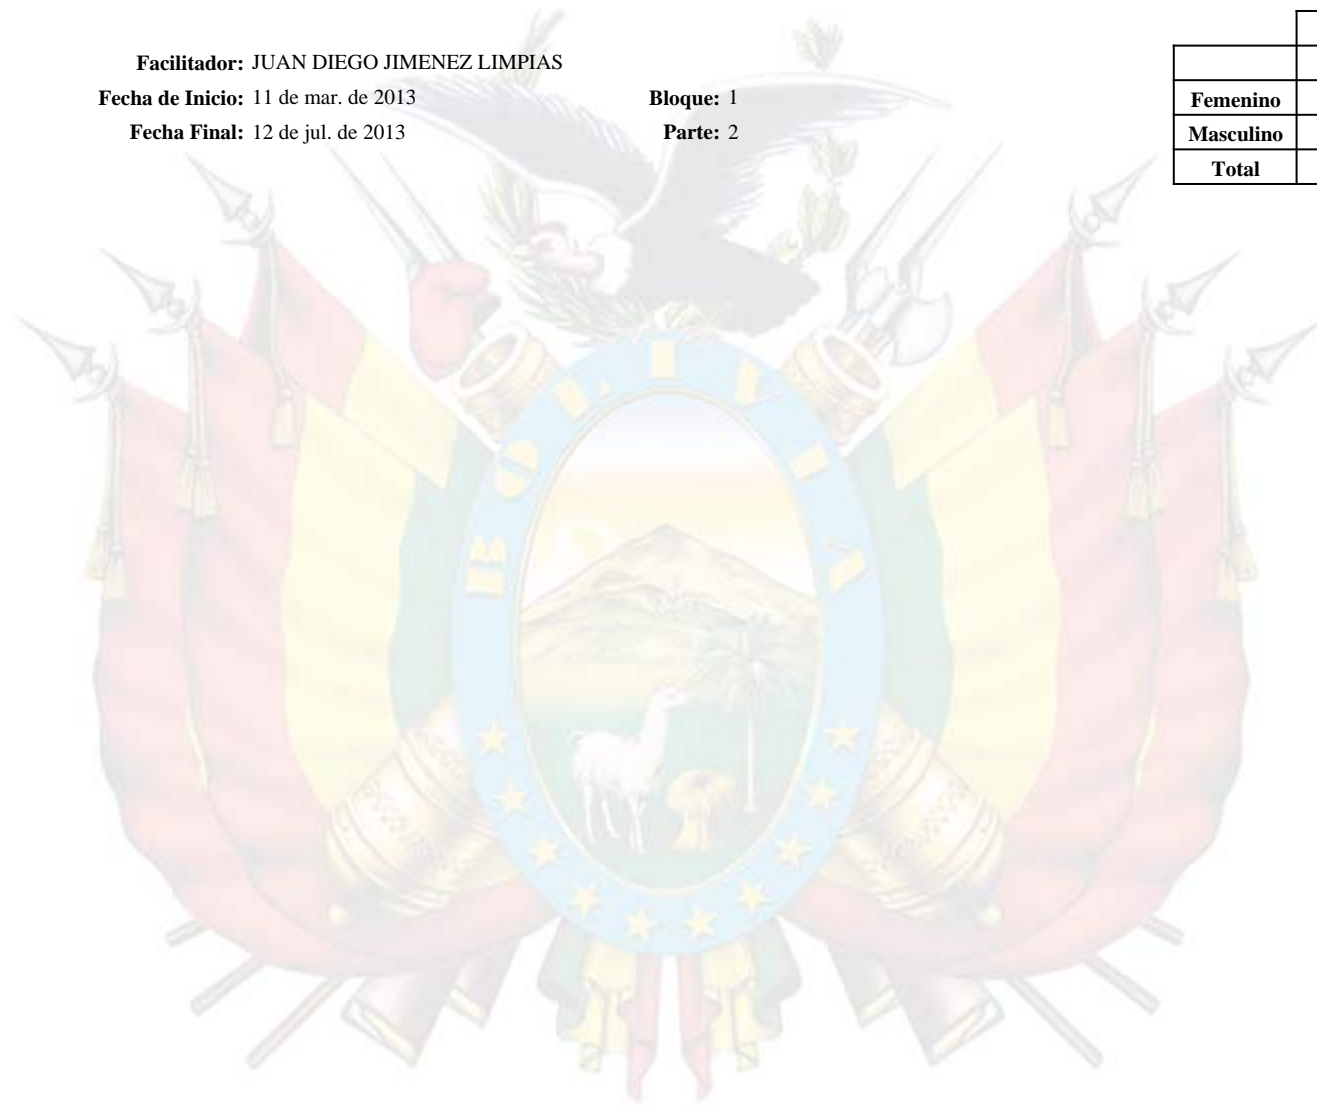 Facilitador: JUAN DIEGO JIMENEZ LIMPIAS
Fecha de Inicio: 11 de mar. de 2013 Bloque: 1
Fecha Final: 12 de jul. de 2013 Parte: 2
Femenino
Masculino
Total
BOLIVIA